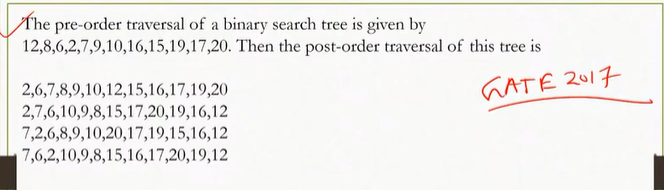 The pre-order traversal of a binary search tree is given by
12,8,6,2,7,9,10,16,15,19,17,20. Then the post-order traversal of this tree is
2,6,7,8,9,10,12,15,16,17,19,20
2,7,6,10,9,8,15,17,20,19,16,12
7,2,6,8,9,10,20,17,19,15,16,12
7,6,2,10,9,8,15,16,17,20,19,12
GATE 2017